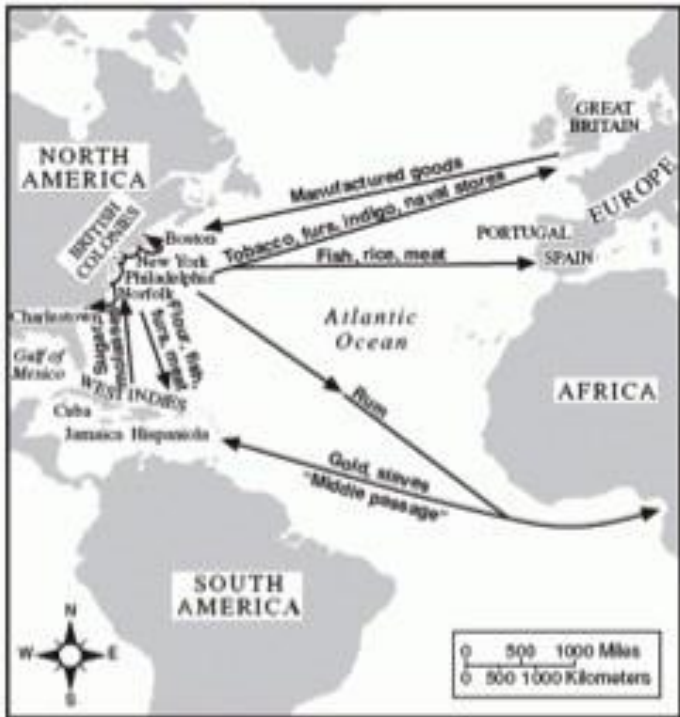 GREAT
BRITAIN
NORTH
AMERICA
Manufactured goods
EUROPE
BRITISH
COLONIES
Boston
Tobacco, furs, indigo, naval stores
PORTUGAL
New York
Fish, rice, meat
SPAIN
Philadelphia
Norfolk
Charlestown
Sugar,
molasses
Flour, fish,
furs, meat
Atlantic
Ocean
Gulf of
Mexico
WEST INDIES
AFRICA
Rum
Cuba
Jamaica Hispaniola
Gold, slaves
"Middle passage"
SOUTH
AMERICA
N
W E
S
0 500 1000 Miles
0 500 1000 Kilometers